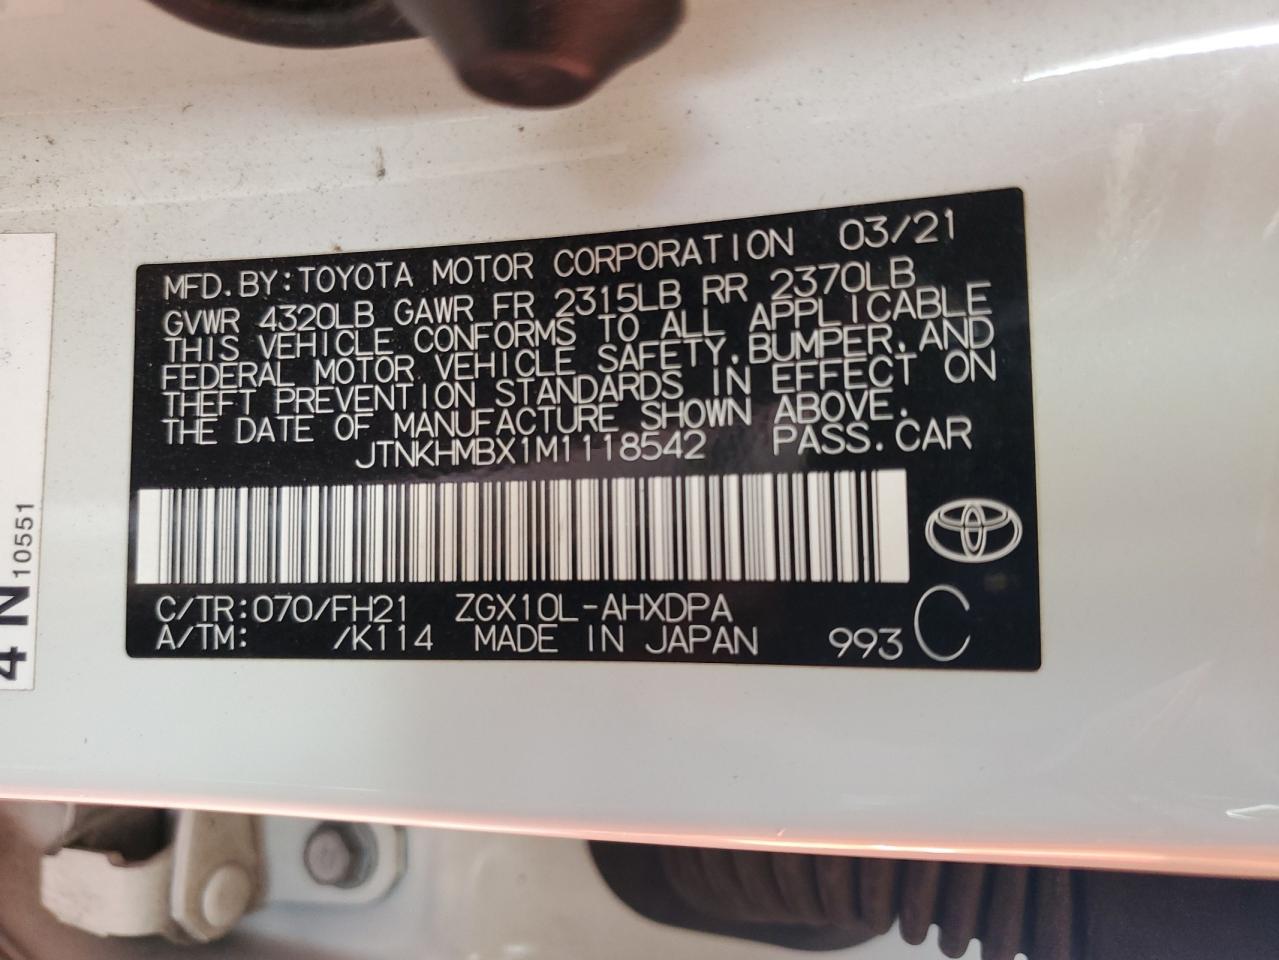 MFD.BY:TOYOTA MOTOR CORPORATION 03/21
GVWR 4320LB GAWR FR 2315LB RR 2370LB
THIS VEHICLE CONFORMS TO ALL APPLICABLE
FEDERAL MOTOR VEHICLE SAFETY,BUMPER,AND
THEFT PREVENTION STANDARDS IN EFFECT ON
THE DATE OF MANUFACTURE SHOWN ABOVE.
JTNKHMBX1M1118542 PASS.CAR
C/TR:070/FH21 ZGX10L-AHXDPA
A/TM: /K114 MADE IN JAPAN 993 C
4 N 10551